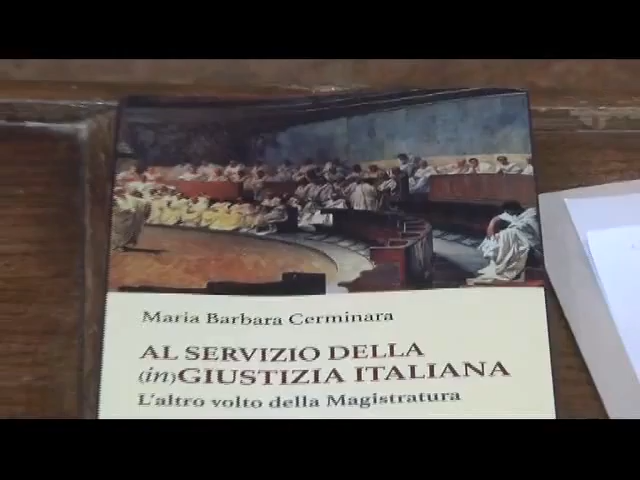 Maria Barbara Cerminara
AL SERVIZIO DELLA
(in)GIUSTIZIA ITALIANA
L'altro volto della Magistratura